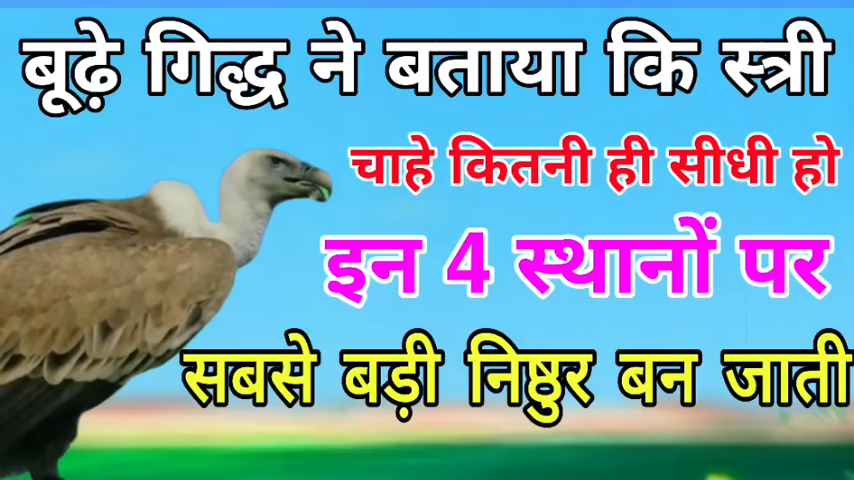 बूढ़े गिद्ध ने बताया कि स्त्री
चाहे कितनी ही सीधी हो
इन 4 स्थानों पर
सबसे बड़ी निष्ठुर बन जाती